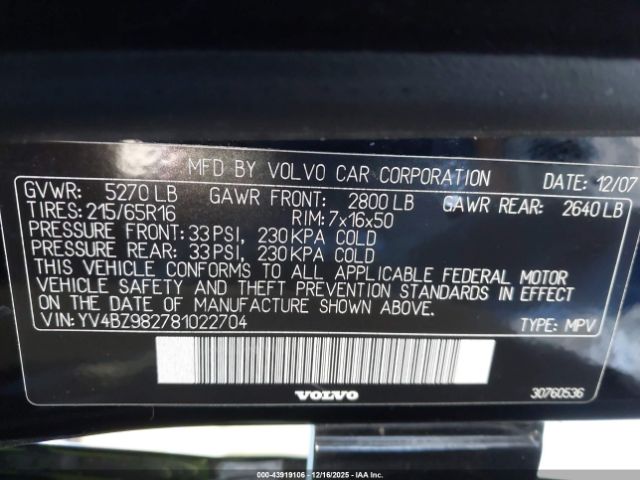 MFD BY VOLVO CAR CORPORATION DATE: 12/07
GVWR: 5270 LB GAWR FRONT: 2800 LB GAWR REAR: 2640 LB
TIRES: 215/65R16 RIM: 7x16x50
PRESSURE FRONT: 33 PSI, 230 KPA COLD
PRESSURE REAR: 33 PSI, 230 KPA COLD
THIS VEHICLE CONFORMS TO ALL APPLICABLE FEDERAL MOTOR
VEHICLE SAFETY AND THEFT PREVENTION STANDARDS IN EFFECT
ON THE DATE OF MANUFACTURE SHOWN ABOVE.
VIN: YV4BZ982781022704 TYPE: MPV
VOLVO 30760536
000-43919106 - 12/16/2025 - IAAI.COM